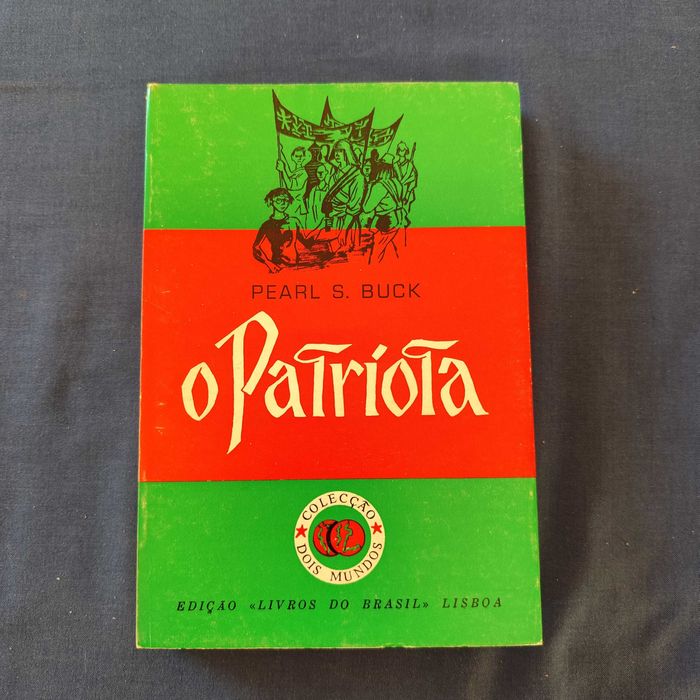 PEARL S. BUCK
o Patriota
COLECÇÃO
DOIS MUNDOS
EDIÇÃO «LIVROS DO BRASIL» LISBOA